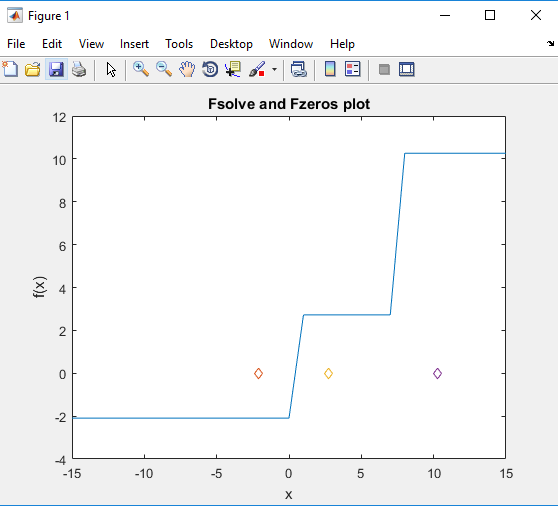 Figure 1
File Edit View Insert Tools Desktop Window Help
Fsolve and Fzeros plot
12
10
8
6
4
2
0
-2
-4
f(x)
-15 -10 -5 0 5 10 15
x